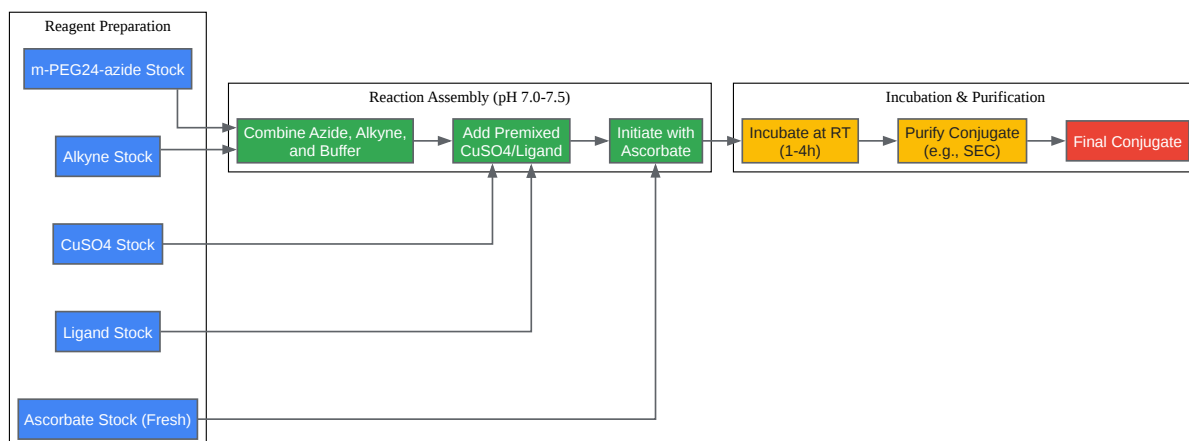 Reagent Preparation
m-PEG24-azide Stock
Alkyne Stock
CuSO4 Stock
Ligand Stock
Ascorbate Stock (Fresh)
Reaction Assembly (pH 7.0-7.5)
Combine Azide, Alkyne,
and Buffer
Add Premixed
CuSO4/Ligand
Initiate with
Ascorbate
Incubation & Purification
Incubate at RT
(1-4h)
Purify Conjugate
(e.g., SEC)
Final Conjugate